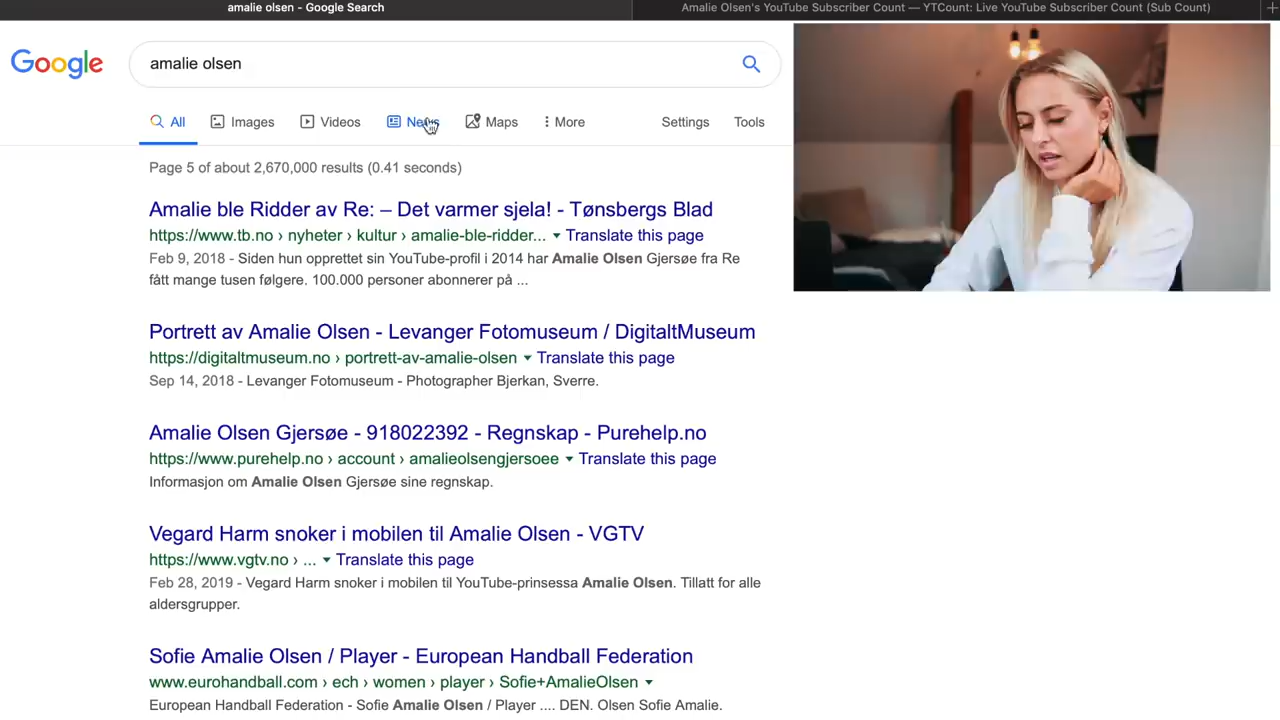 amalie olsen - Google Search
Amalie Olsen's YouTube Subscriber Count — YTCount: Live YouTube Subscriber Count (Sub Count)
Google
amalie olsen
All Images Videos News Maps More Settings Tools
Page 5 of about 2,670,000 results (0.41 seconds)
Amalie ble Ridder av Re: – Det varmer sjela! - Tønsbergs Blad
https://www.tb.no › nyheter › kultur › amalie-ble-ridder... Translate this page
Feb 9, 2018 - Siden hun opprettet sin YouTube-profil i 2014 har Amalie Olsen Gjersøe fra Re
fått mange tusen følgere. 100.000 personer abonnerer på ...
Portrett av Amalie Olsen - Levanger Fotomuseum / DigitaltMuseum
https://digitaltmuseum.no › portrett-av-amalie-olsen Translate this page
Sep 14, 2018 - Levanger Fotomuseum - Photographer Bjerkan, Sverre.
Amalie Olsen Gjersøe - 918022392 - Regnskap - Purehelp.no
https://www.purehelp.no › account › amalieolsengjersoee Translate this page
Informasjon om Amalie Olsen Gjersøe sine regnskap.
Vegard Harm snoker i mobilen til Amalie Olsen - VGTV
https://www.vgtv.no › ... Translate this page
Feb 28, 2019 - Vegard Harm snoker i mobilen til YouTube-prinsessa Amalie Olsen. Tillatt for alle
aldersgrupper.
Sofie Amalie Olsen / Player - European Handball Federation
www.eurohandball.com › ech › women › player › Sofie+AmalieOlsen
European Handball Federation - Sofie Amalie Olsen / Player .... DEN. Olsen Sofie Amalie.